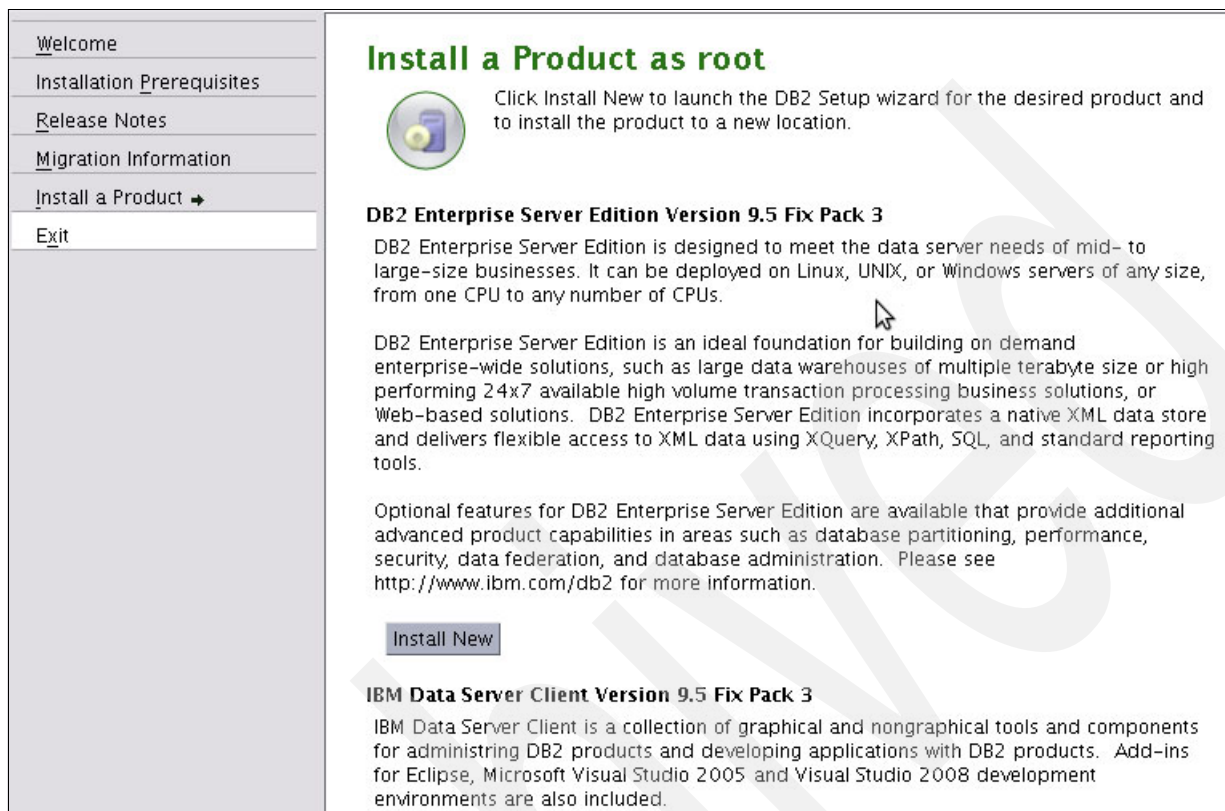 Welcome
Installation Prerequisites
Release Notes
Migration Information
Install a Product
Exit
Install a Product as root
Click Install New to launch the DB2 Setup wizard for the desired product and
to install the product to a new location.
DB2 Enterprise Server Edition Version 9.5 Fix Pack 3
DB2 Enterprise Server Edition is designed to meet the data server needs of mid- to
large-size businesses. It can be deployed on Linux, UNIX, or Windows servers of any size,
from one CPU to any number of CPUs.
DB2 Enterprise Server Edition is an ideal foundation for building on demand
enterprise-wide solutions, such as large data warehouses of multiple terabyte size or high
performing 24x7 available high volume transaction processing business solutions, or
Web-based solutions. DB2 Enterprise Server Edition incorporates a native XML data store
and delivers flexible access to XML data using XQuery, XPath, SQL, and standard reporting
tools.
Optional features for DB2 Enterprise Server Edition are available that provide additional
advanced product capabilities in areas such as database partitioning, performance,
security, data federation, and database administration. Please see
http://www.ibm.com/db2 for more information.
Install New
IBM Data Server Client Version 9.5 Fix Pack 3
IBM Data Server Client is a collection of graphical and nongraphical tools and components
for administring DB2 products and developing applications with DB2 products. Add-ins
for Eclipse, Microsoft Visual Studio 2005 and Visual Studio 2008 development
environments are also included.